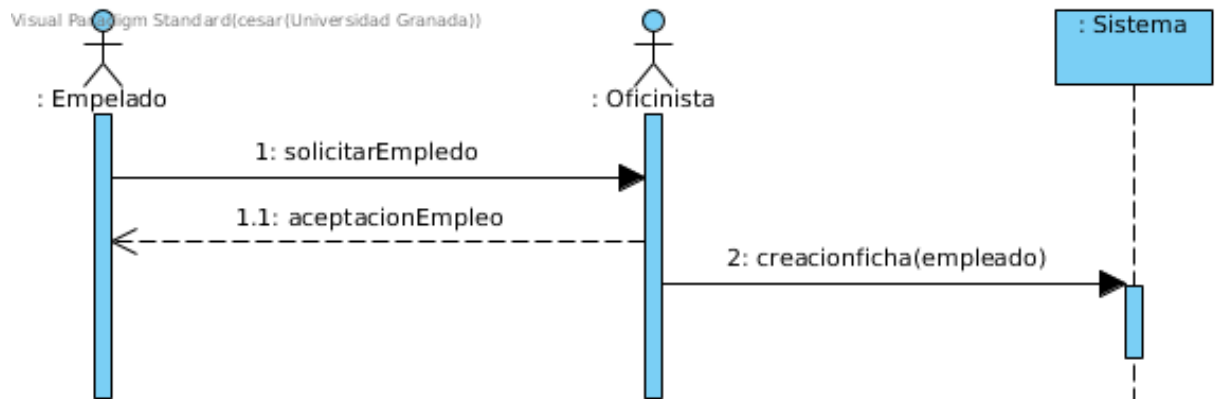 Visual Paradigm Standard(cesar(Universidad Granada))
: Sistema
: Empelado
: Oficinista
1: solicitarEmpledo
1.1: aceptacionEmpleo
2: creacionficha(empleado)